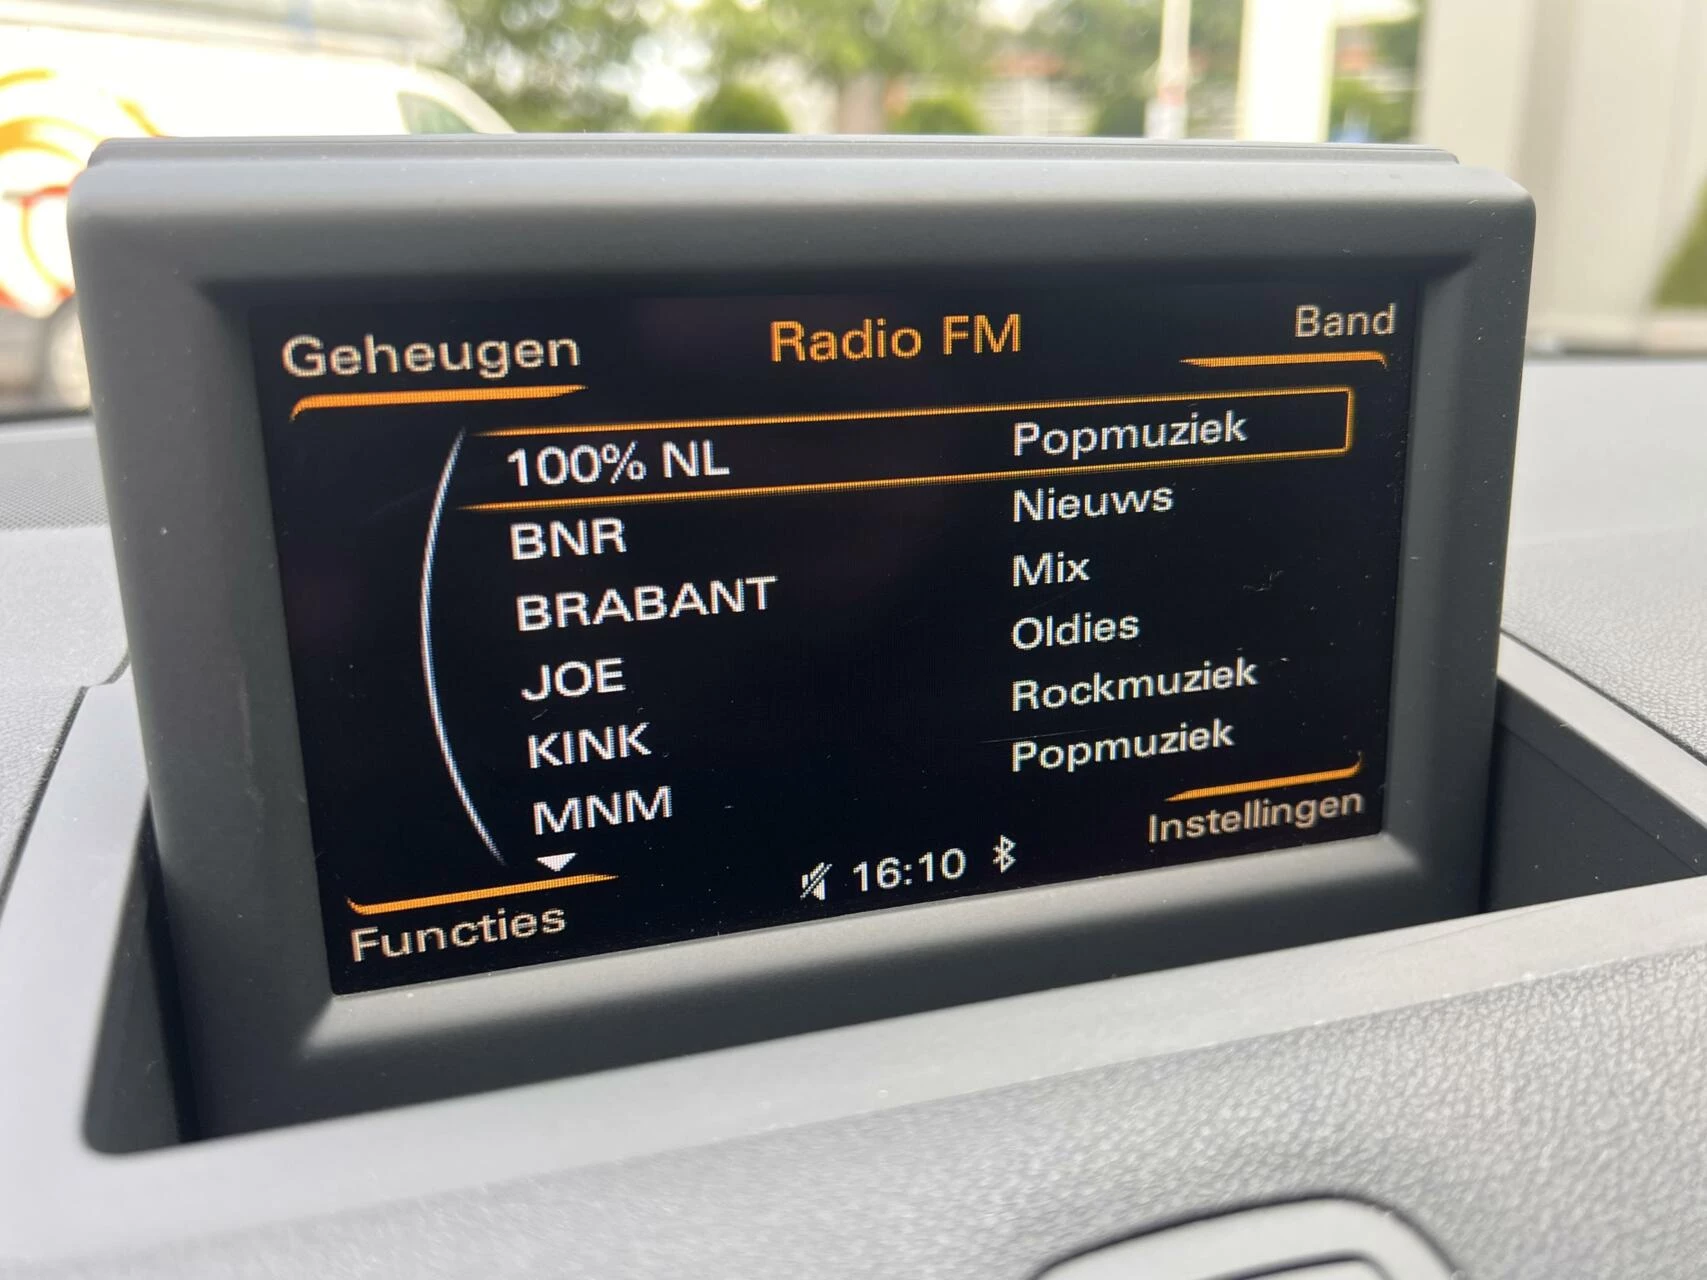 Geheugen Radio FM Band
100% NL Popmuziek
BNR Nieuws
BRABANT Mix
JOE Oldies
KINK Rockmuziek
MNM Popmuziek
Functies 16:10 Instellingen